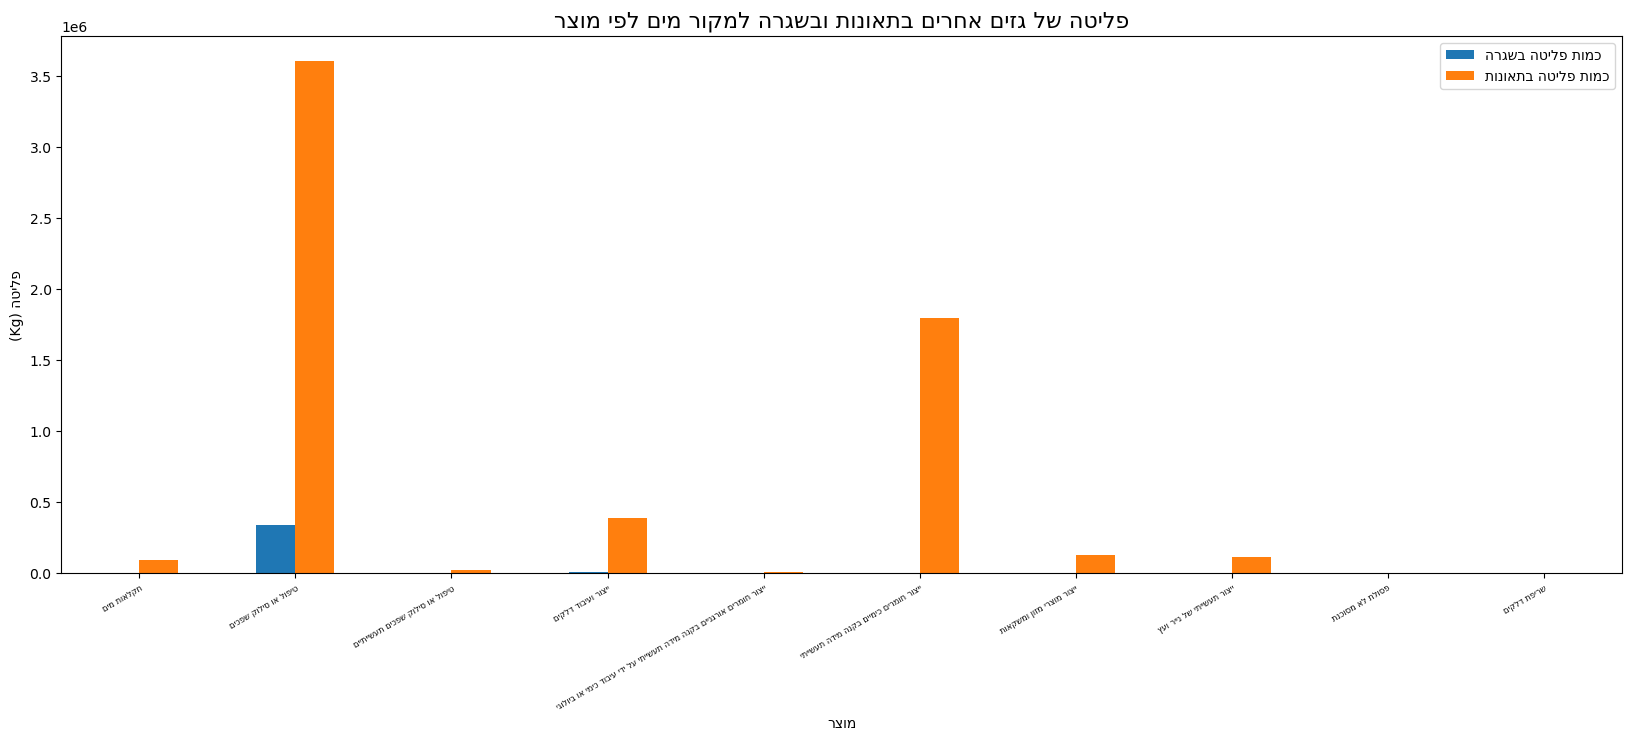 פליטה של גזים אחרים בתאונות ובשגרה למקור מים לפי מוצר
1e6
כמות פליטה בשגרה
כמות פליטה בתאונות
3.5
3.0
2.5
2.0
1.5
1.0
0.5
0.0
פליטה (Kg)
חקלאות מים
טיפול או סילוק שפכים
טיפול או סילוק שפכים תעשייתיים
ייצור ועיבוד דלקים
ייצור חומרים אורגניים בקנה מידה תעשייתי על ידי עיבוד כימי או ביולוגי
ייצור חומרים כימיים בקנה מידה תעשייתי
ייצור מוצרי מזון ומשקאות
ייצור תעשייתי של נייר ועץ
פסולת לא מסוכנת
שריפת דלקים
מוצר